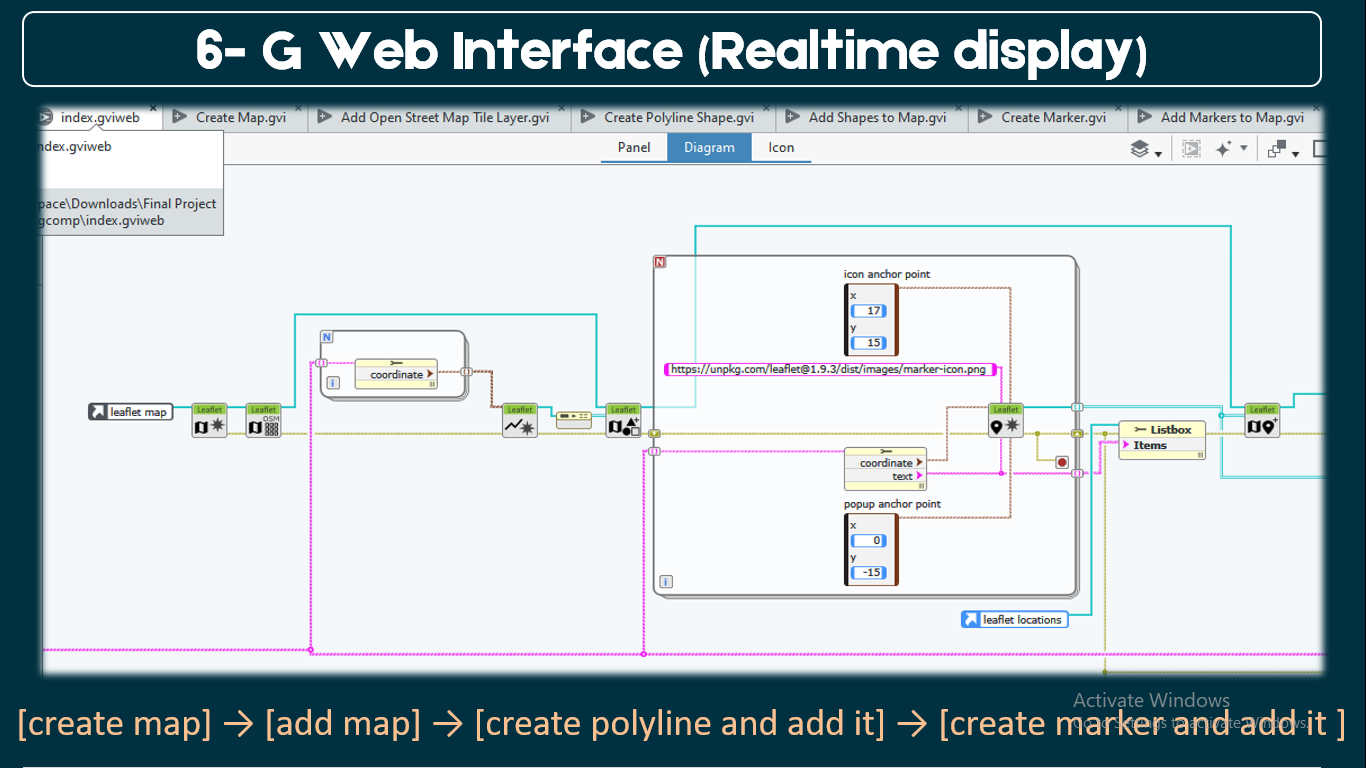 6- G Web Interface (Realtime display)
index.gviweb
Create Map.gvi
Add Open Street Map Tile Layer.gvi
Create Polyline Shape.gvi
Add Shapes to Map.gvi
Create Marker.gvi
Add Markers to Map.gvi
ndex.gviweb
Panel
Diagram
Icon
pace\Downloads\Final Project
gcomp\index.gviweb
N
icon anchor point
x
17
y
15
N
coordinate
i
https://unpkg.com/leaflet@1.9.3/dist/images/marker-icon.png
leaflet map
Leaflet
Leaflet
OSM
Leaflet
Leaflet
Leaflet
Leaflet
Listbox
Items
coordinate
text
popup anchor point
x
0
y
-15
i
leaflet locations
Activate Windows
Go to Settings to activate Windows.
[create map] → [add map] → [create polyline and add it] → [create marker and add it ]